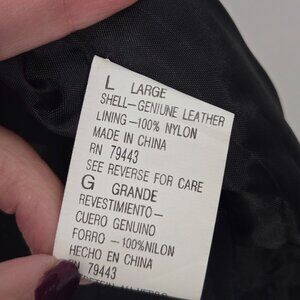 L LARGE
SHELL—GENIUNE LEATHER
LINING—100% NYLON
MADE IN CHINA
RN 79443
SEE REVERSE FOR CARE
G GRANDE
REVESTIMIENTO—
CUERO GENUINO
FORRO -100%NILON
HECHO EN CHINA
RN 79443